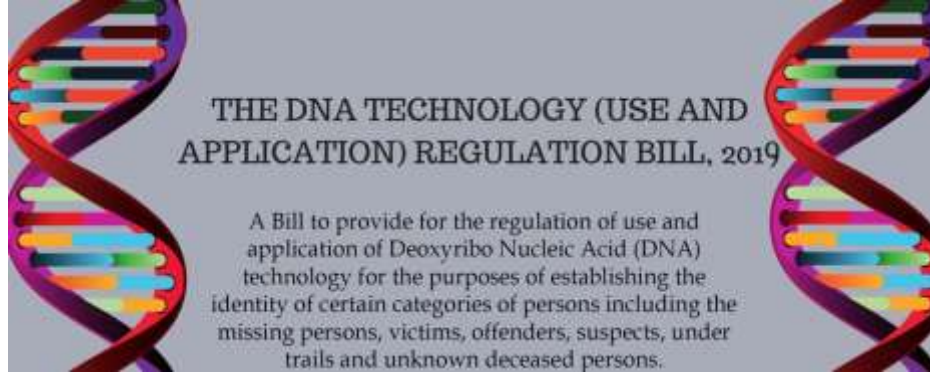 THE DNA TECHNOLOGY (USE AND
APPLICATION) REGULATION BILL, 2019
A Bill to provide for the regulation of use and
application of Deoxyribo Nucleic Acid (DNA)
technology for the purposes of establishing the
identity of certain categories of persons including the
missing persons, victims, offenders, suspects, under
trails and unknown deceased persons.